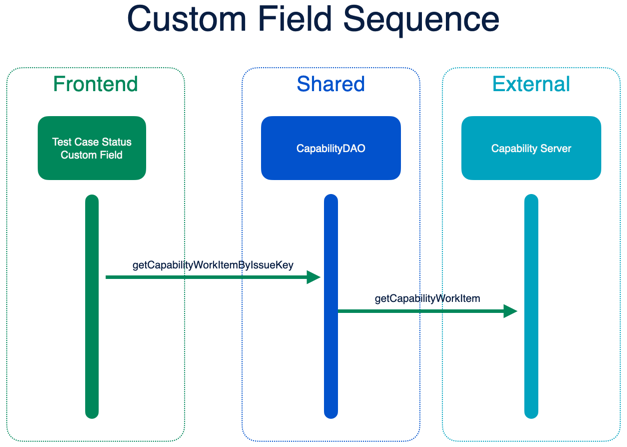 Custom Field Sequence
Frontend
Shared
External
Test Case Status
Custom Field
CapabilityDAO
Capability Server
getCapabilityWorkItemByIssueKey
getCapabilityWorkItem